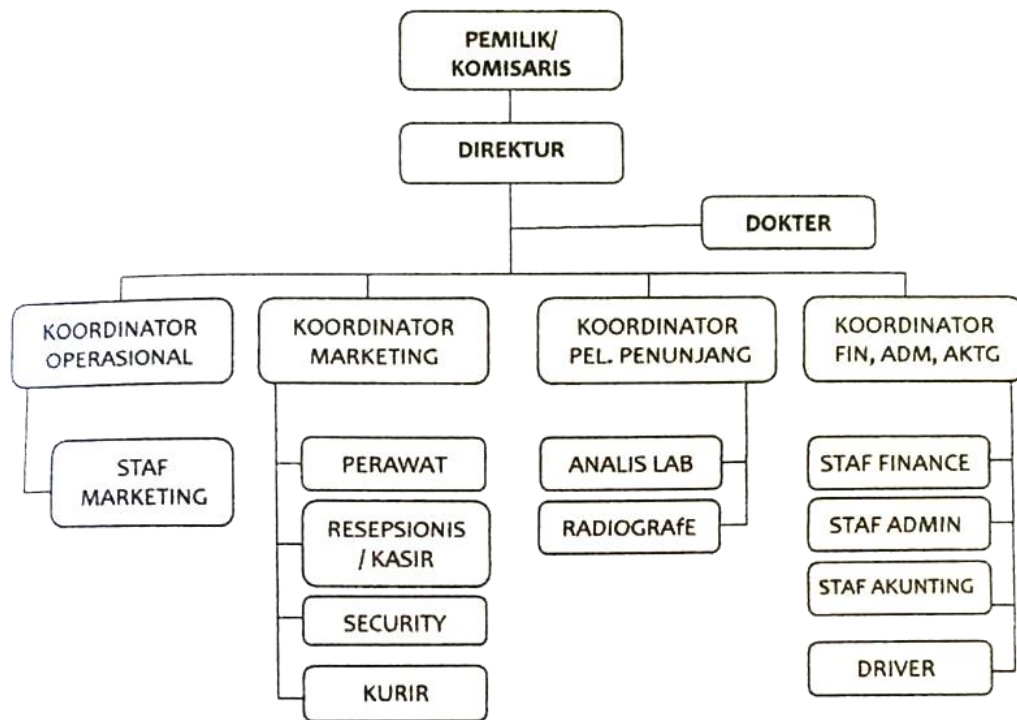 PEMILIK/
KOMISARIS
DIREKTUR
DOKTER
KOORDINATOR
OPERASIONAL
KOORDINATOR
MARKETING
KOORDINATOR
PEL. PENUNJANG
KOORDINATOR
FIN, ADM, AKTG
STAF
MARKETING
PERAWAT
RESEPSIONIS
/ KASIR
SECURITY
KURIR
ANALIS LAB
RADIOGRAfE
STAF FINANCE
STAF ADMIN
STAF AKUNTING
DRIVER